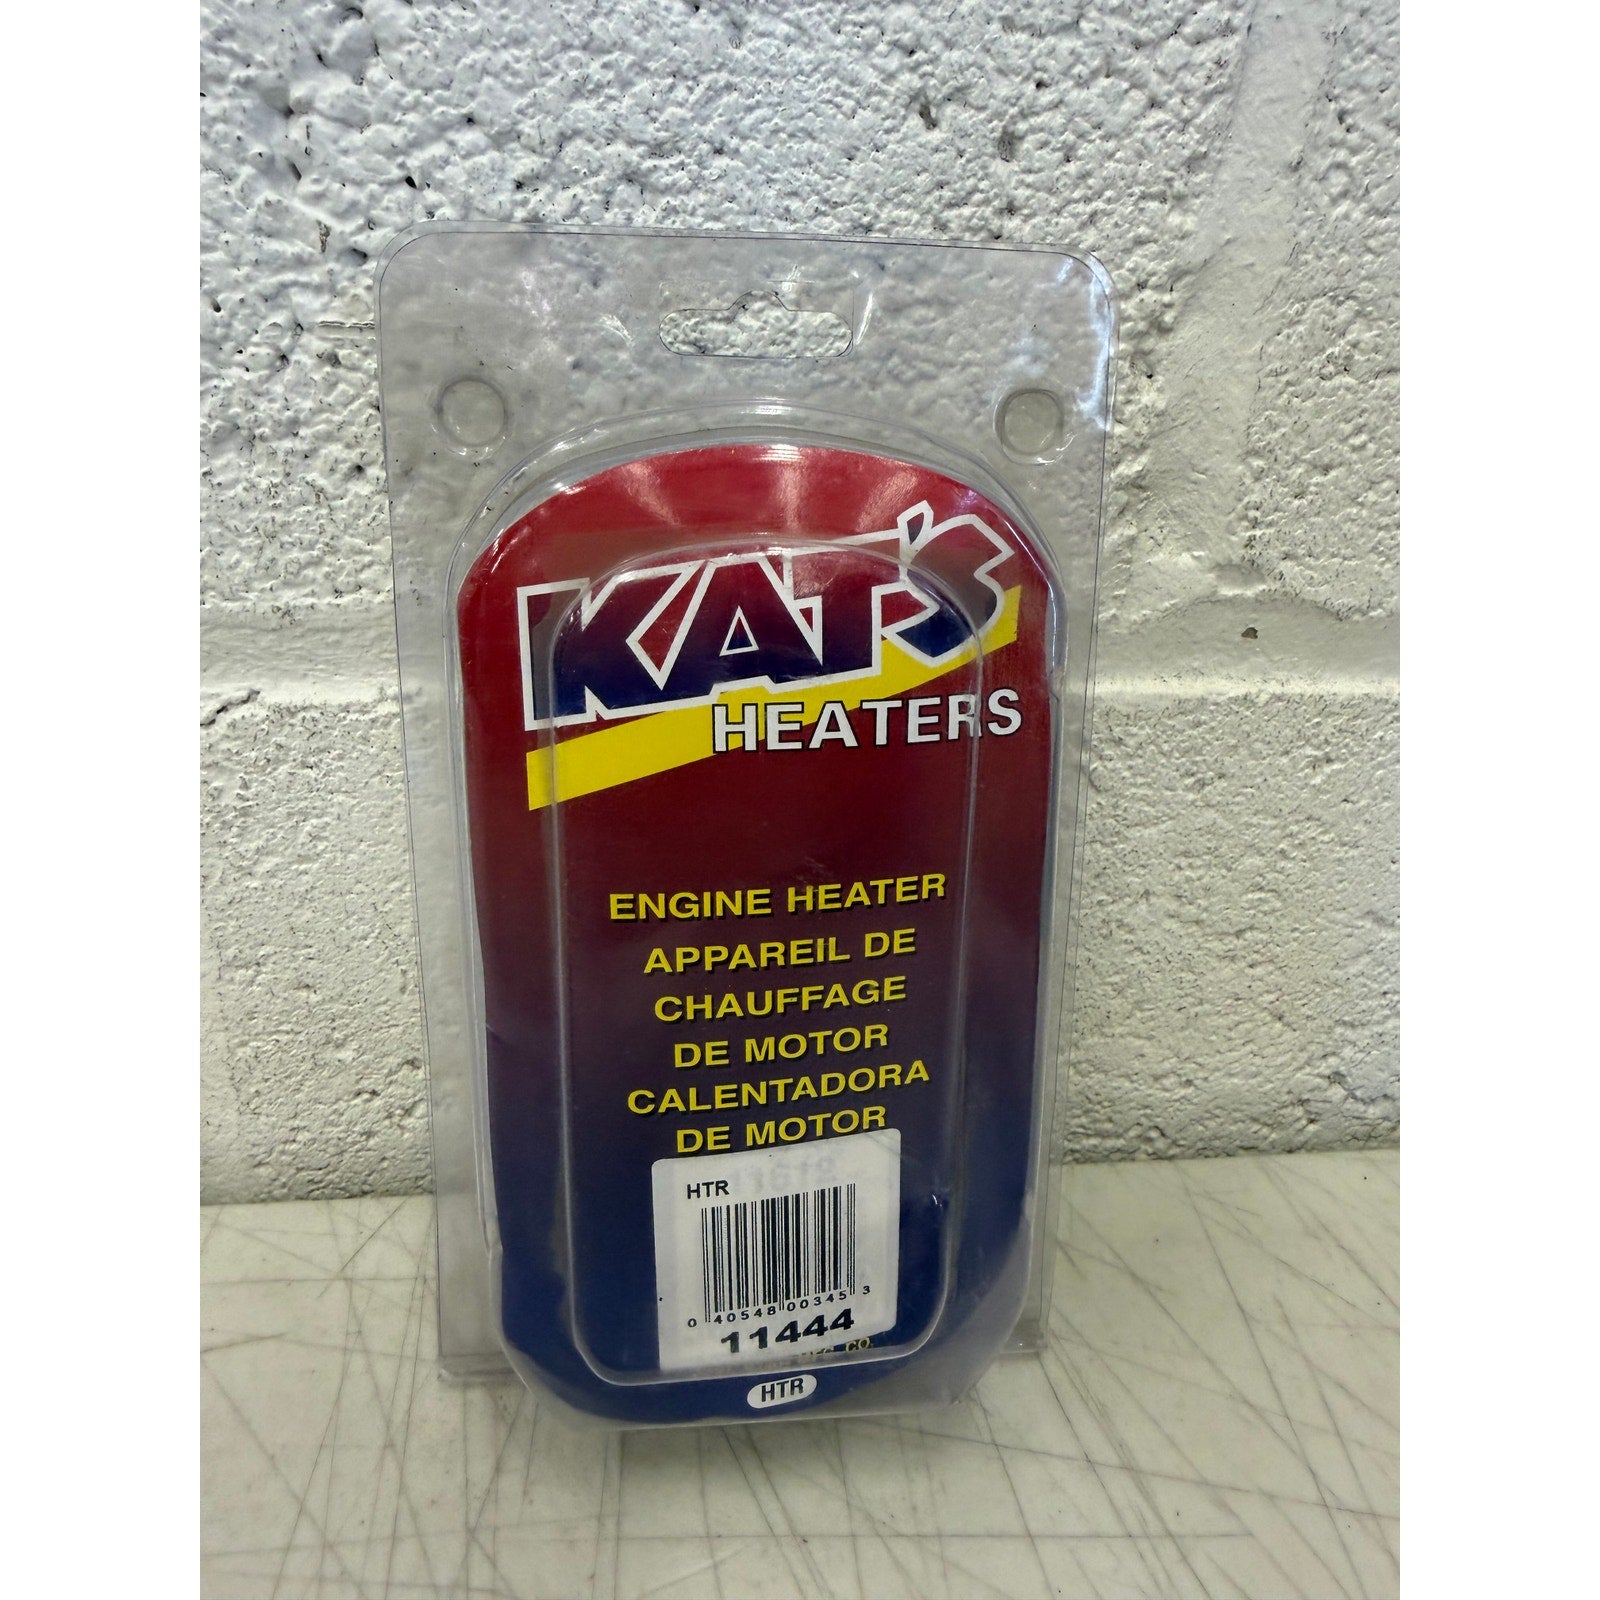 KAT'S
HEATERS
ENGINE HEATER
APPAREIL DE
CHAUFFAGE
DE MOTOR
CALENTADORA
DE MOTOR
HTR
0 40548 00345 3
11444
CO.
HTR